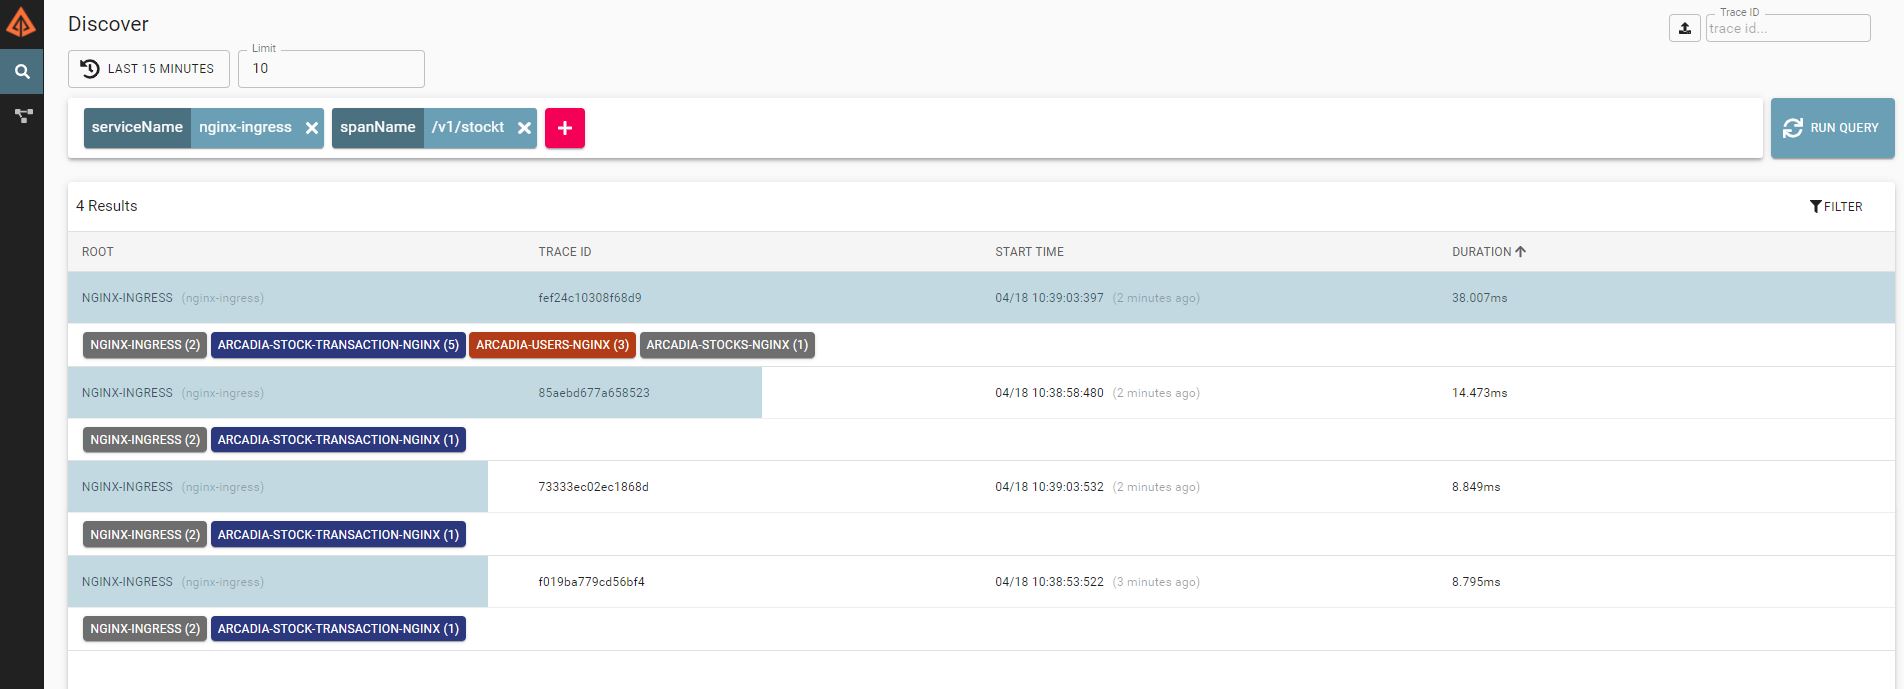 Discover
Trace ID
trace id...
LAST 15 MINUTES
Limit
10
serviceName nginx-ingress spanName /v1/stockt
RUN QUERY
4 Results
FILTER
ROOT TRACE ID START TIME DURATION
NGINX-INGRESS (nginx-ingress) fef24c10308f68d9 04/18 10:39:03:397 (2 minutes ago) 38.007ms
NGINX-INGRESS (2) ARCADIA-STOCK-TRANSACTION-NGINX (5) ARCADIA-USERS-NGINX (3) ARCADIA-STOCKS-NGINX (1)
NGINX-INGRESS (nginx-ingress) 85aebd677a658523 04/18 10:38:58:480 (2 minutes ago) 14.473ms
NGINX-INGRESS (2) ARCADIA-STOCK-TRANSACTION-NGINX (1)
NGINX-INGRESS (nginx-ingress) 73333ec02ec1868d 04/18 10:39:03:532 (2 minutes ago) 8.849ms
NGINX-INGRESS (2) ARCADIA-STOCK-TRANSACTION-NGINX (1)
NGINX-INGRESS (nginx-ingress) f019ba779cd56bf4 04/18 10:38:53:522 (3 minutes ago) 8.795ms
NGINX-INGRESS (2) ARCADIA-STOCK-TRANSACTION-NGINX (1)